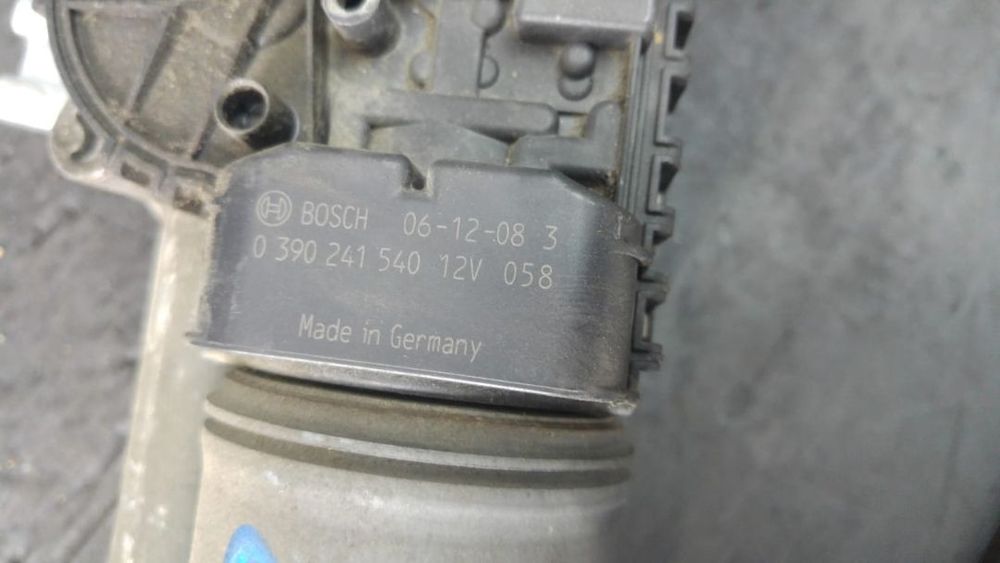 BOSCH 06-12-08 3
0 390 241 540 12V 058
Made in Germany